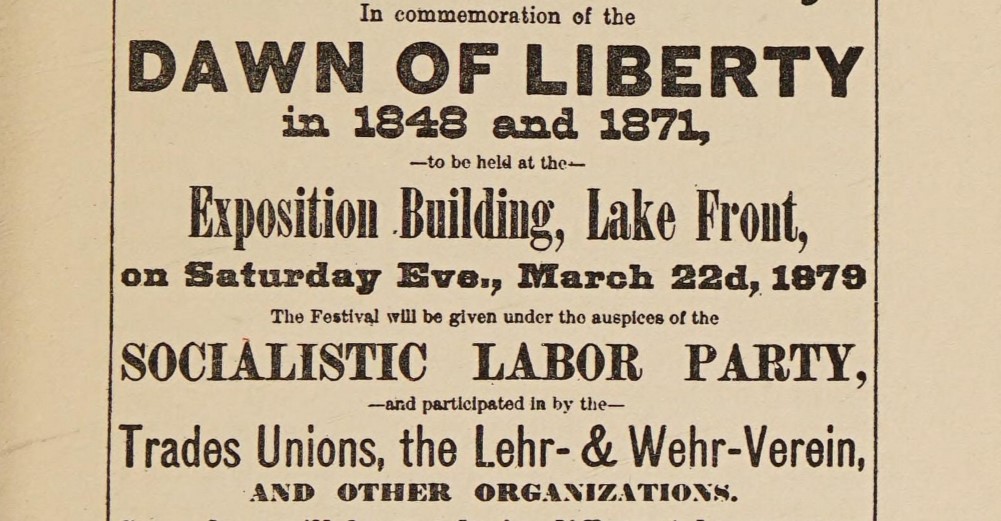 In commemoration of the
DAWN OF LIBERTY
in 1848 and 1871,
—to be held at the—
Exposition Building, Lake Front,
on Saturday Eve., March 22d, 1879
The Festival will be given under the auspices of the
SOCIALISTIC LABOR PARTY,
—and participated in by the—
Trades Unions, the Lehr- & Wehr-Verein,
AND OTHER ORGANIZATIONS.